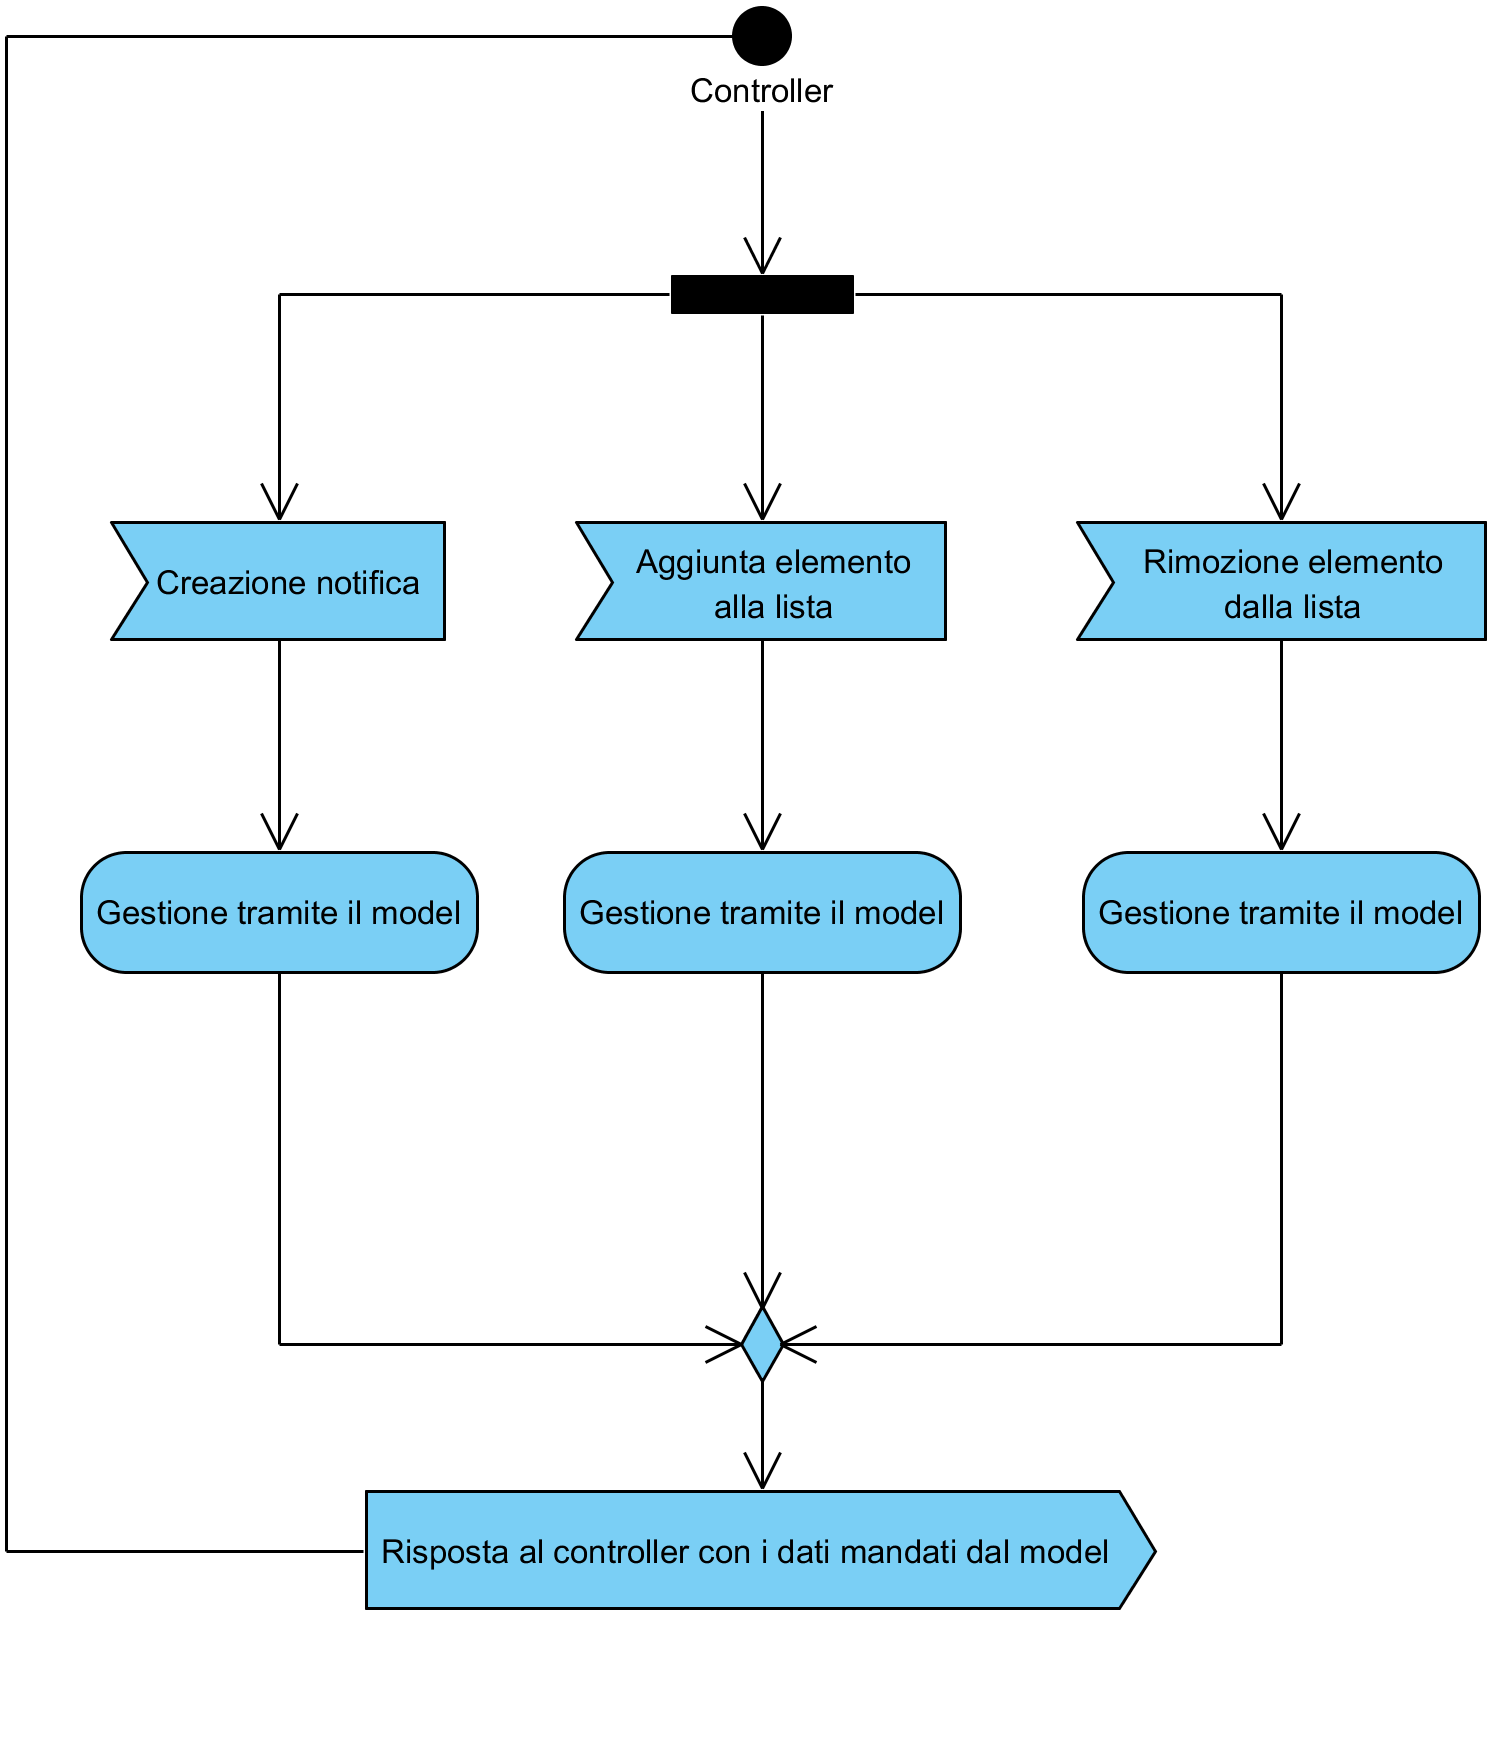 Controller
Creazione notifica
Aggiunta elemento
alla lista
Rimozione elemento
dalla lista
Gestione tramite il model
Gestione tramite il model
Gestione tramite il model
Risposta al controller con i dati mandati dal model